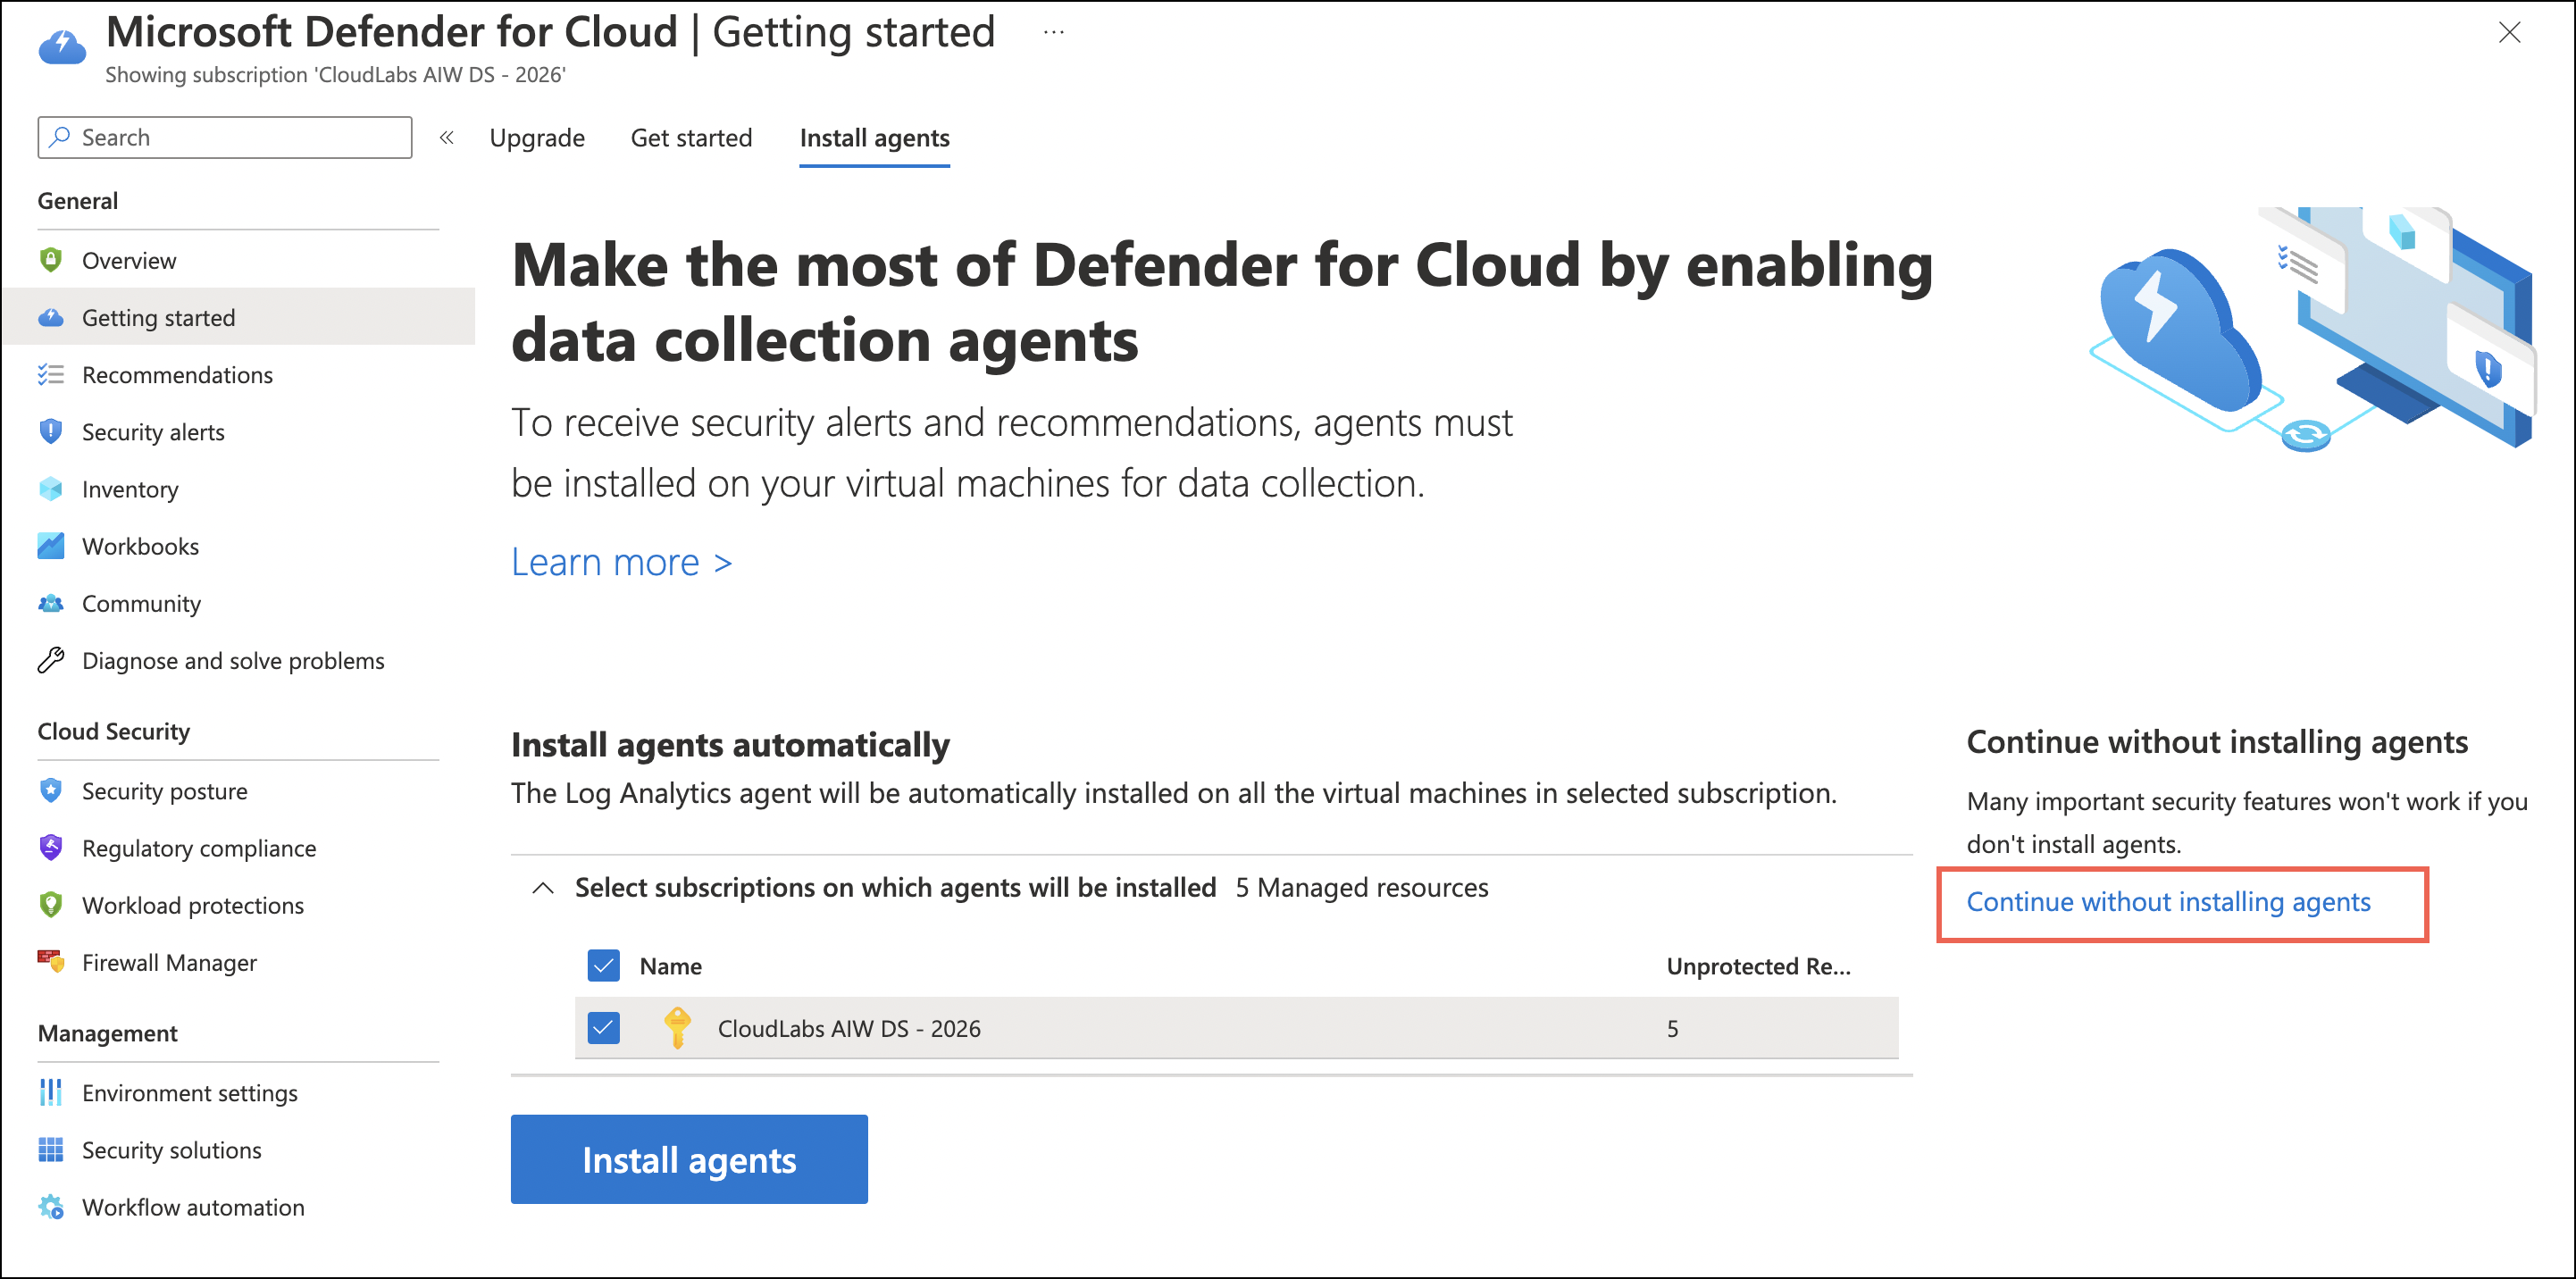 Microsoft Defender for Cloud | Getting started ...
Showing subscription 'CloudLabs AIW DS - 2026'
Search
«
Upgrade
Get started
Install agents
General
Overview
Getting started
Recommendations
Security alerts
Inventory
Workbooks
Community
Diagnose and solve problems
Cloud Security
Security posture
Regulatory compliance
Workload protections
Firewall Manager
Management
Environment settings
Security solutions
Workflow automation
Make the most of Defender for Cloud by enabling
data collection agents
To receive security alerts and recommendations, agents must
be installed on your virtual machines for data collection.
Learn more >
Install agents automatically
The Log Analytics agent will be automatically installed on all the virtual machines in selected subscription.
Select subscriptions on which agents will be installed 5 Managed resources
Name Unprotected Re...
CloudLabs AIW DS - 2026 5
Install agents
Continue without installing agents
Many important security features won't work if you
don't install agents.
Continue without installing agents